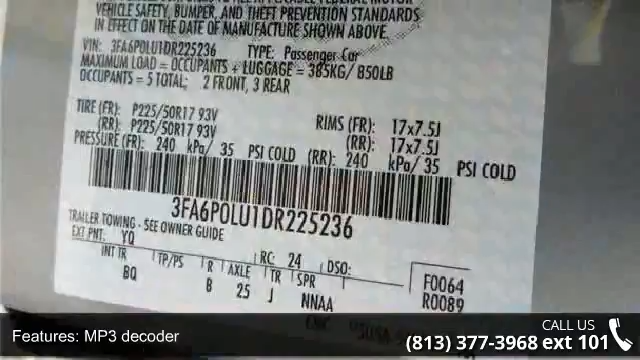 VEHICLE SAFETY, BUMPER, AND THEFT PREVENTION STANDARDS
IN EFFECT ON THE DATE OF MANUFACTURE SHOWN ABOVE.
VIN: 3FA6P0LU1DR225236 TYPE: Passenger Car
MAXIMUM LOAD = OCCUPANTS + LUGGAGE = 385KG/ 850LB
OCCUPANTS = 5 TOTAL; 2 FRONT, 3 REAR
TIRE (FR): P225/50R17 93V RIMS (FR): 17x7.5J
(RR): P225/50R17 93V (RR): 17x7.5J
PRESSURE (FR): 240 kPa/ 35 PSI COLD (RR): 240 kPa/ 35 PSI COLD
3FA6P0LU1DR225236
TRAILER TOWING - SEE OWNER GUIDE
EXT PNT: YQ RC: 24 DSO: F0064
INT TR TP/PS R AXLE TR SPR R0089
BQ B 25 J NNAA
Features: MP3 decoder
CALL US
(813) 377-3968 ext 101